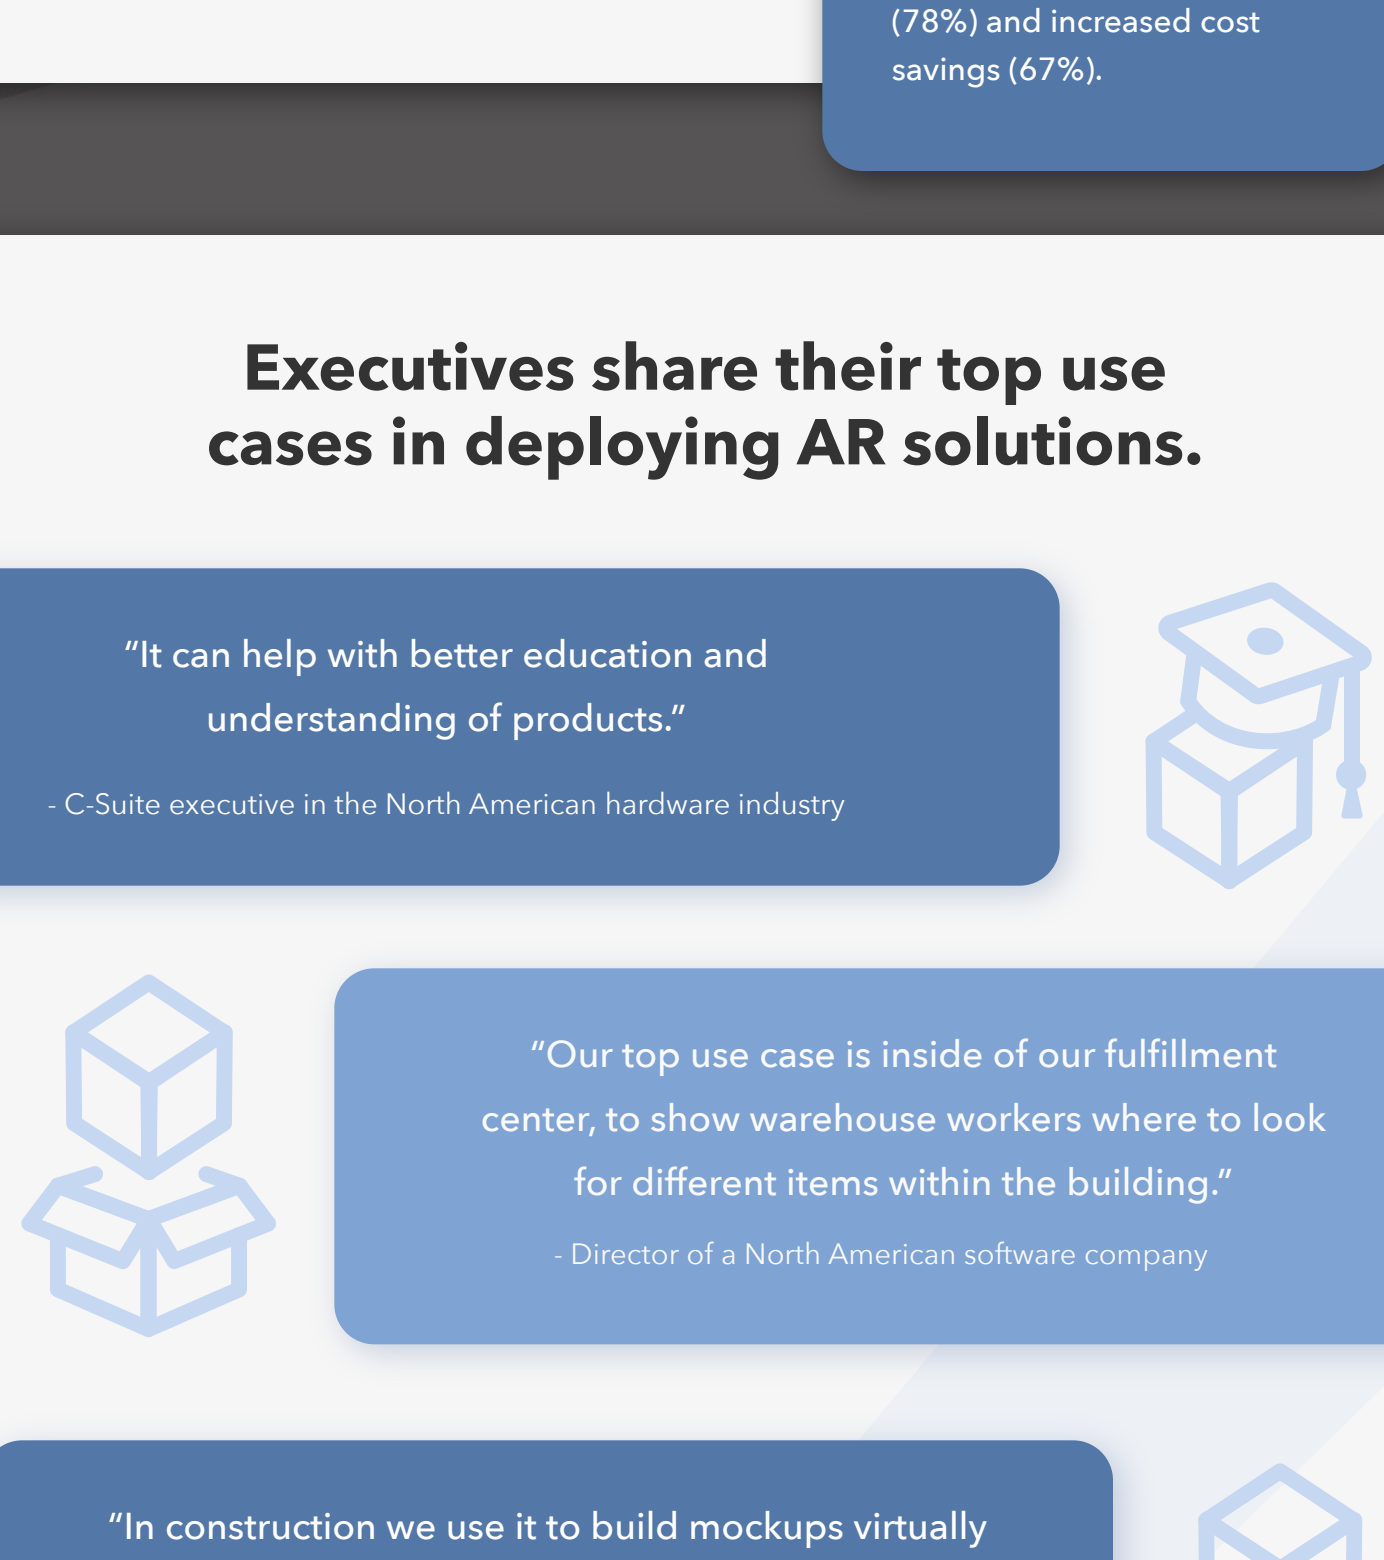 (78%) and increased cost
savings (67%).
Executives share their top use
cases in deploying AR solutions.
“It can help with better education and
understanding of products.”
- C-Suite executive in the North American hardware industry
“Our top use case is inside of our fulfillment
center, to show warehouse workers where to look
for different items within the building.”
- Director of a North American software company
“In construction we use it to build mockups virtually